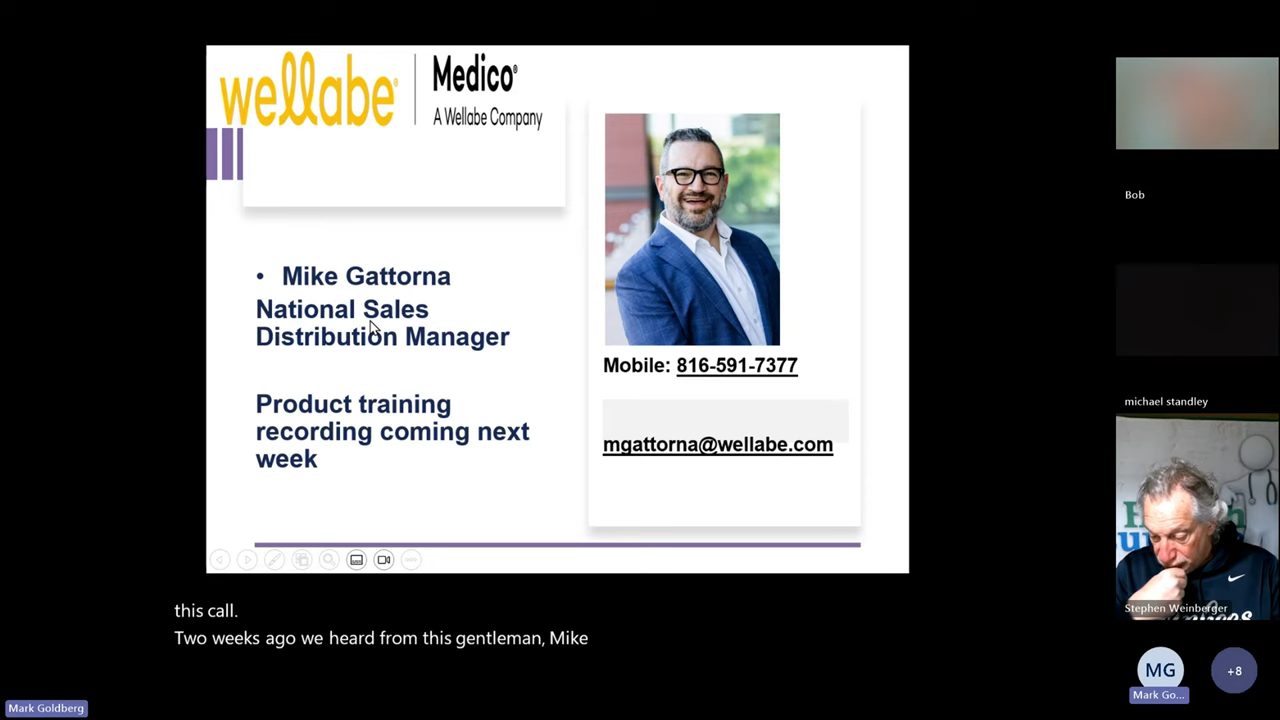 wellabe®
Medico®
A Wellabe Company
• Mike Gattorna
National Sales
Distribution Manager
Product training
recording coming next
week
Mobile: 816-591-7377
mgattorna@wellabe.com
this call.
Two weeks ago we heard from this gentleman, Mike
Mark Goldberg
Bob
michael standley
Stephen Weinberger
MG
Mark Go...
+8